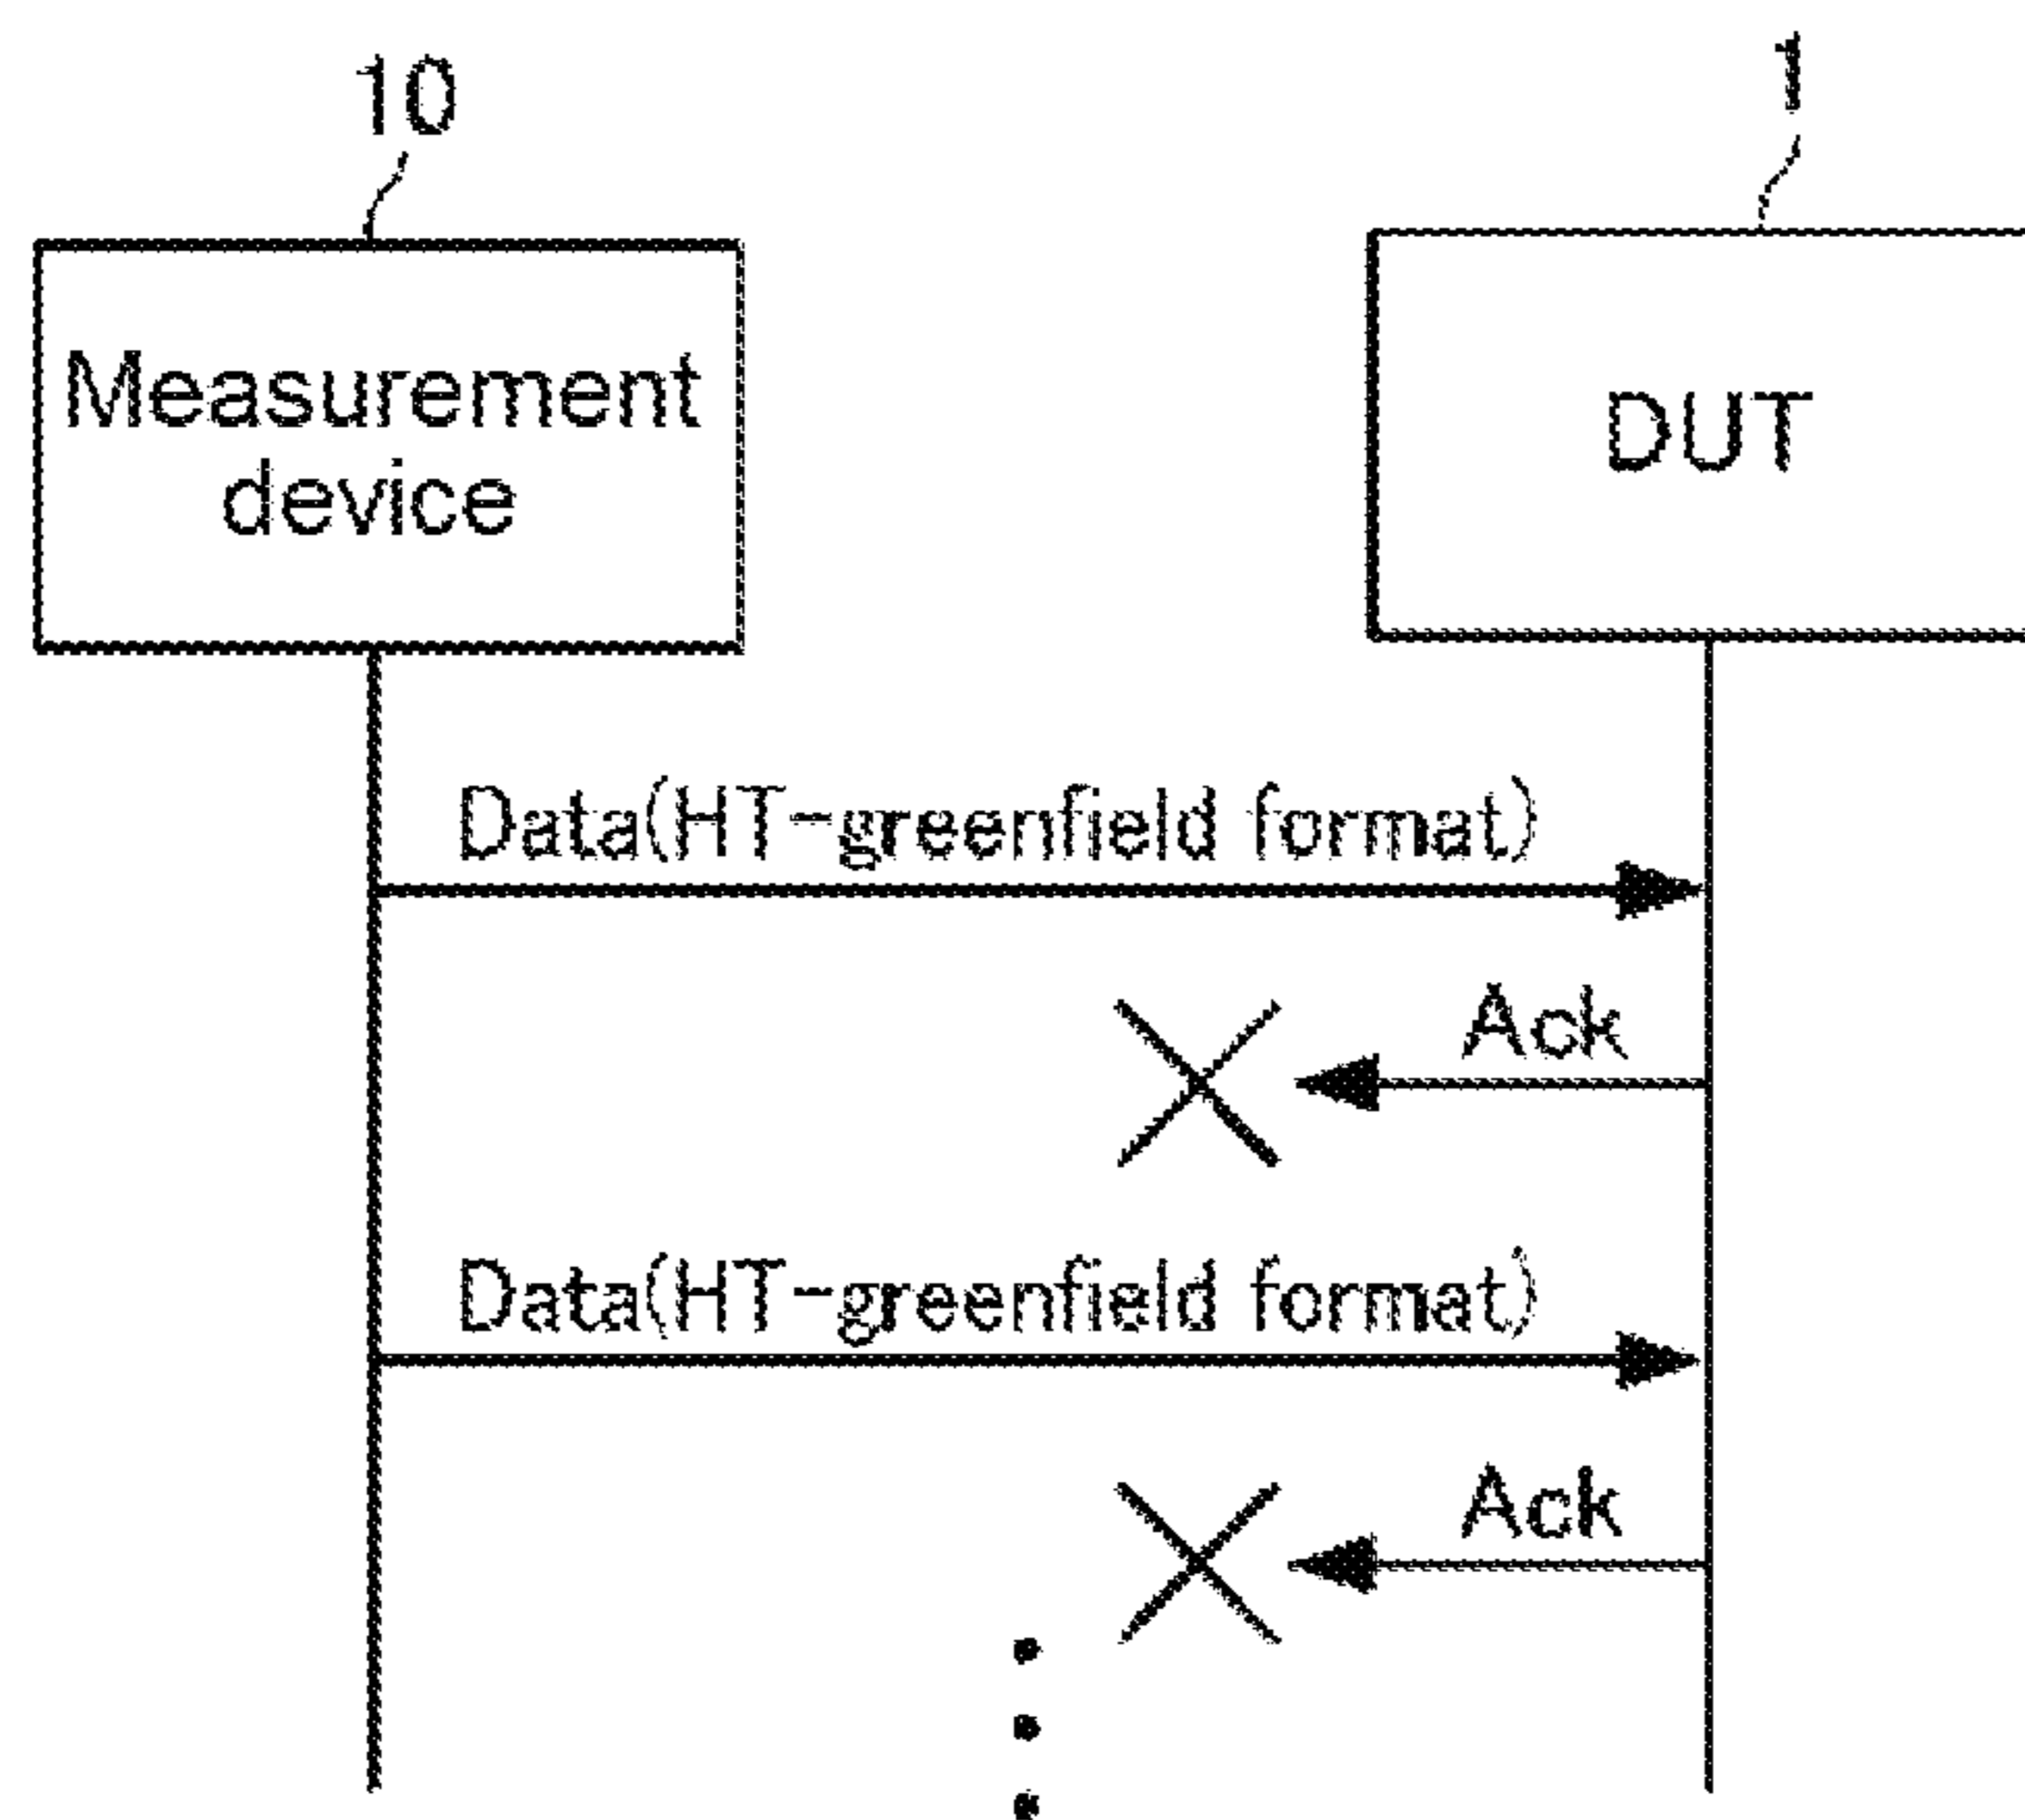 10
1
Measurement
device
DUT
Data(HT-greenfield format)
Ack
Data(HT-greenfield format)
Ack